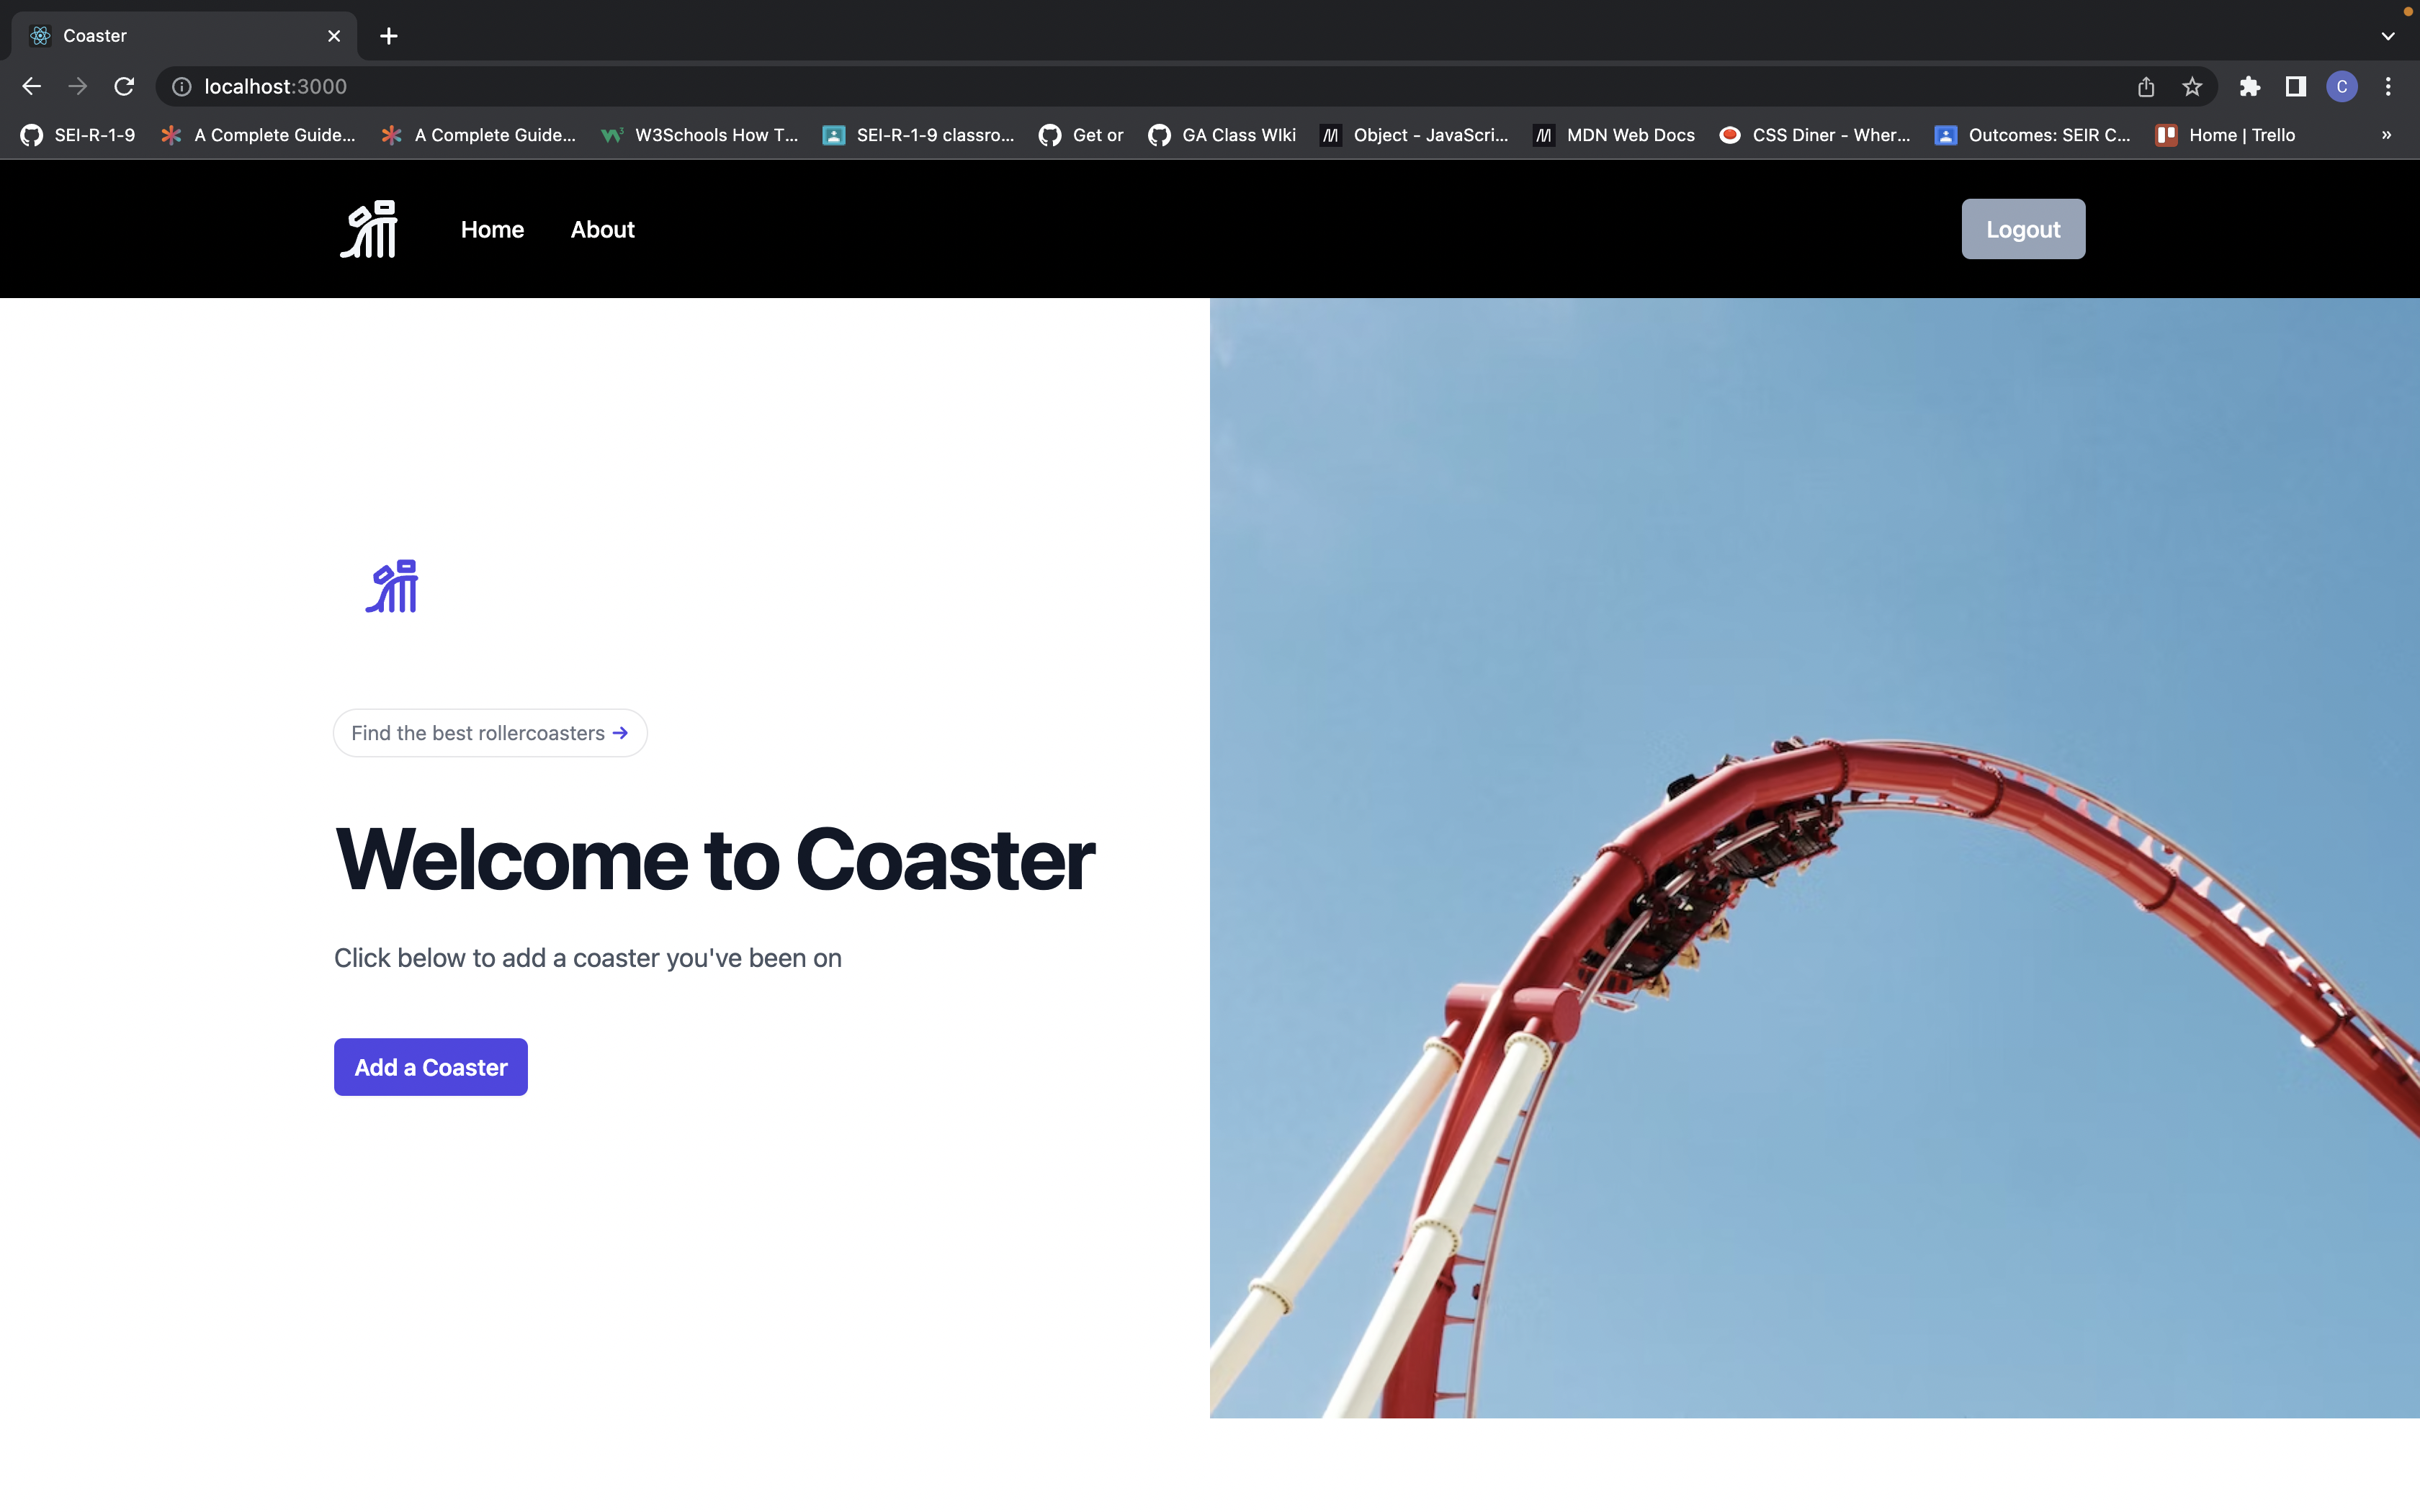 Coaster
localhost:3000
SEI-R-1-9 A Complete Guide... A Complete Guide... W3Schools How T... SEI-R-1-9 classro... Get or GA Class WIki Object - JavaScri... MDN Web Docs CSS Diner - Wher... Outcomes: SEIR C... Home | Trello »
Home About Logout
Find the best rollercoasters →
Welcome to Coaster
Click below to add a coaster you've been on
Add a Coaster